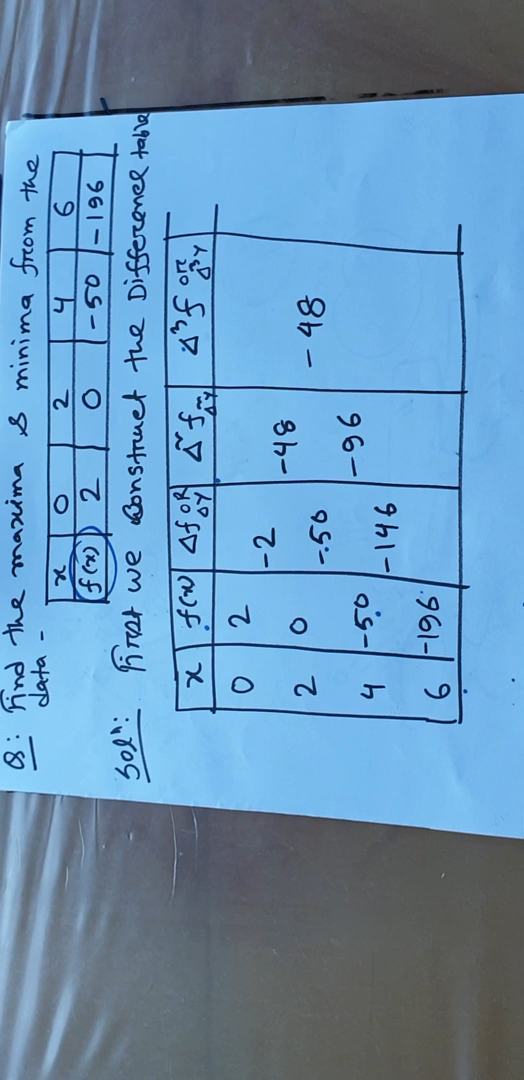 Q: Find the maxima & minima from the
data -
x 0 2 4 6
f(x) 2 0 -50 -196
Solⁿ: First we construct the Difference table
x f(x) Δf OR ΔY Δ²f OR ΔY Δ³f OR Δ³Y
0 2
-2
2 0 -48
-50 -48
4 -50 -96
-146
6 -196